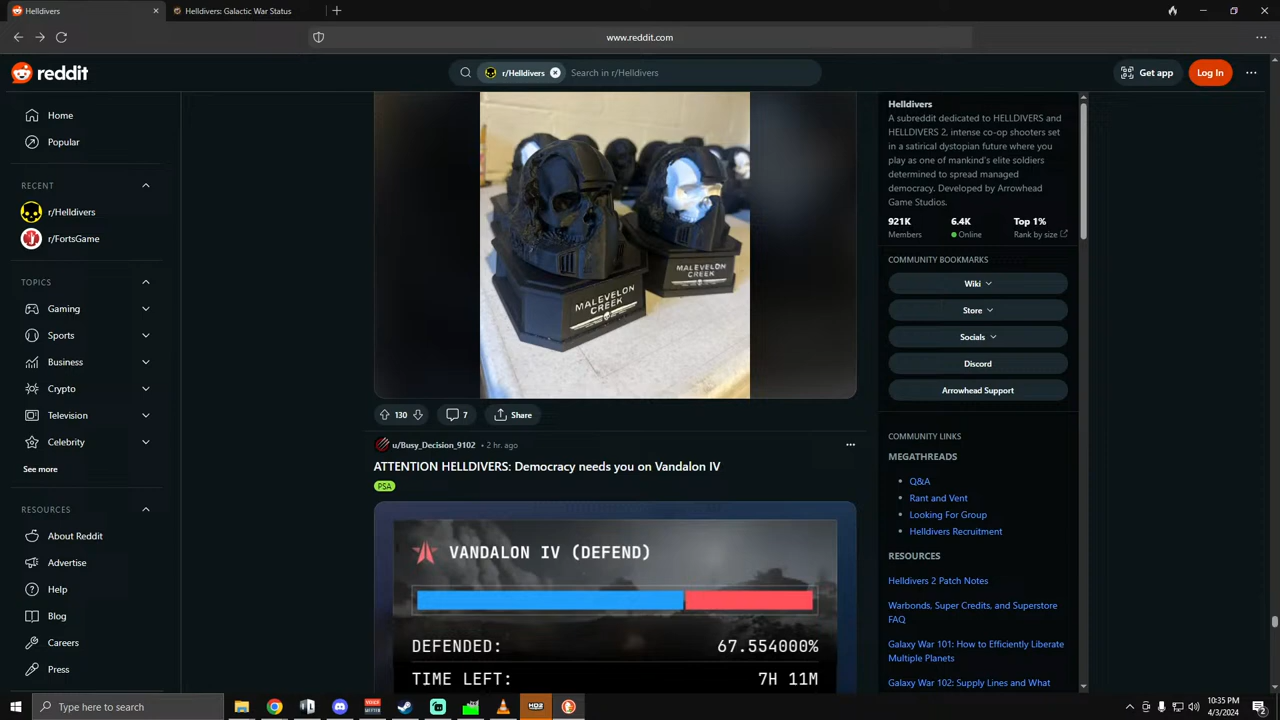 Helldivers
Helldivers: Galactic War Status
www.reddit.com
reddit
r/Helldivers
Search in r/Helldivers
Get app
Log In
Home
Popular
RECENT
r/Helldivers
r/FortsGame
TOPICS
Gaming
Sports
Business
Crypto
Television
Celebrity
See more
RESOURCES
About Reddit
Advertise
Help
Blog
Careers
Press
MALEVELON
CREEK
MALEVELON
CREEK
130
7
Share
u/Busy_Decision_9102 • 2 hr. ago
ATTENTION HELLDIVERS: Democracy needs you on Vandalon IV
PSA
VANDALON IV (DEFEND)
DEFENDED: 67.554000%
TIME LEFT: 7H 11M
Helldivers
A subreddit dedicated to HELLDIVERS and
HELLDIVERS 2, intense co-op shooters set
in a satirical dystopian future where you
play as one of mankind's elite soldiers
determined to spread managed
democracy. Developed by Arrowhead
Game Studios.
921K 6.4K Top 1%
Members Online Rank by size
COMMUNITY BOOKMARKS
Wiki
Store
Socials
Discord
Arrowhead Support
COMMUNITY LINKS
MEGATHREADS
Q&A
Rant and Vent
Looking For Group
Helldivers Recruitment
RESOURCES
Helldivers 2 Patch Notes
Warbonds, Super Credits, and Superstore
FAQ
Galaxy War 101: How to Efficiently Liberate
Multiple Planets
Galaxy War 102: Supply Lines and What
Type here to search
10:35 PM
4/3/2024